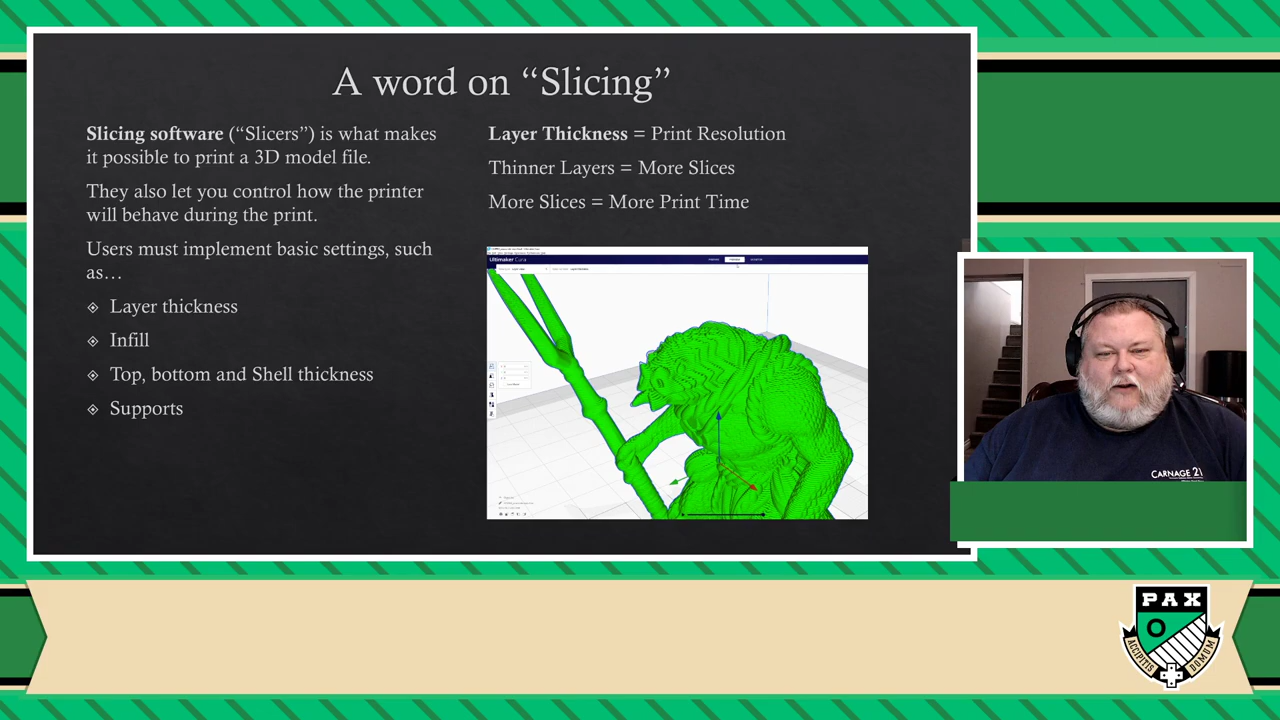 A word on “Slicing”
Slicing software (“Slicers”) is what makes
it possible to print a 3D model file.
They also let you control how the printer
will behave during the print.
Users must implement basic settings, such
as…
Layer thickness
Infill
Top, bottom and Shell thickness
Supports
Layer Thickness = Print Resolution
Thinner Layers = More Slices
More Slices = More Print Time
Ultimaker Cura
CARNAGE 21
PAX
ACCIPITIS
DOMUM